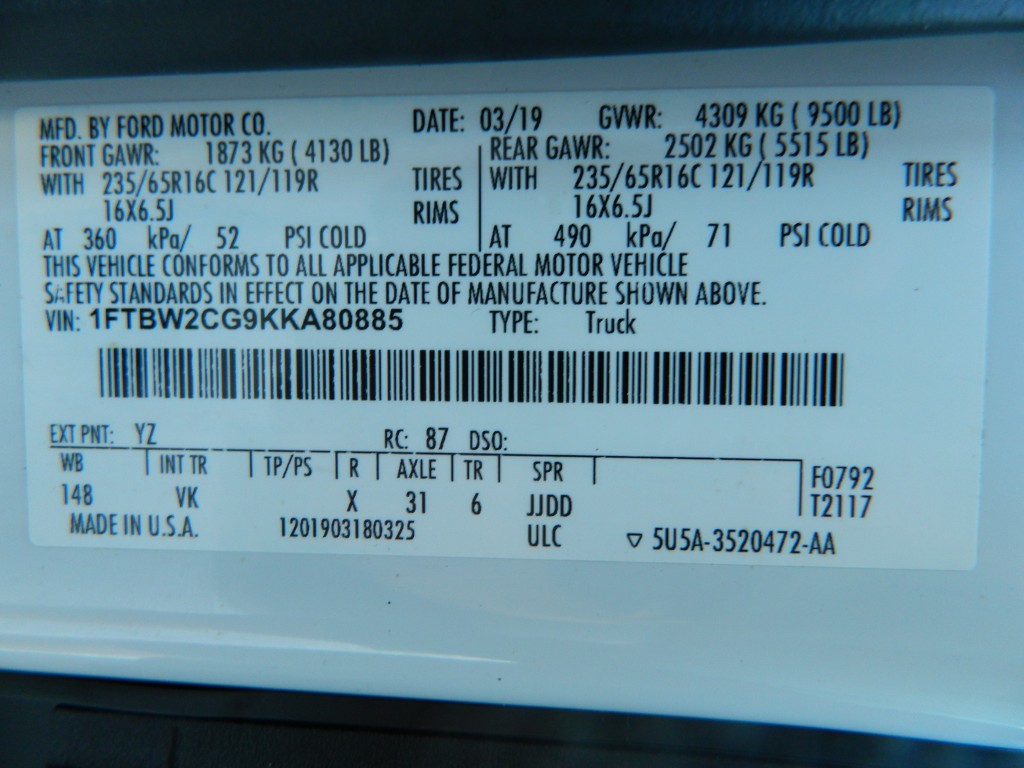 MFD. BY FORD MOTOR CO. DATE: 03/19 GVWR: 4309 KG ( 9500 LB)
FRONT GAWR: 1873 KG ( 4130 LB) REAR GAWR: 2502 KG ( 5515 LB)
WITH 235/65R16C 121/119R TIRES WITH 235/65R16C 121/119R TIRES
16X6.5J RIMS 16X6.5J RIMS
AT 360 kPa/ 52 PSI COLD AT 490 kPa/ 71 PSI COLD
THIS VEHICLE CONFORMS TO ALL APPLICABLE FEDERAL MOTOR VEHICLE
SAFETY STANDARDS IN EFFECT ON THE DATE OF MANUFACTURE SHOWN ABOVE.
VIN: 1FTBW2CG9KKA80885 TYPE: Truck
EXT PNT: YZ RC: 87 DSO:
WB INT TR TP/PS R AXLE TR SPR F0792
148 VK X 31 6 JJDD T2117
MADE IN U.S.A. 1201903180325 ULC ▽ 5U5A-3520472-AA